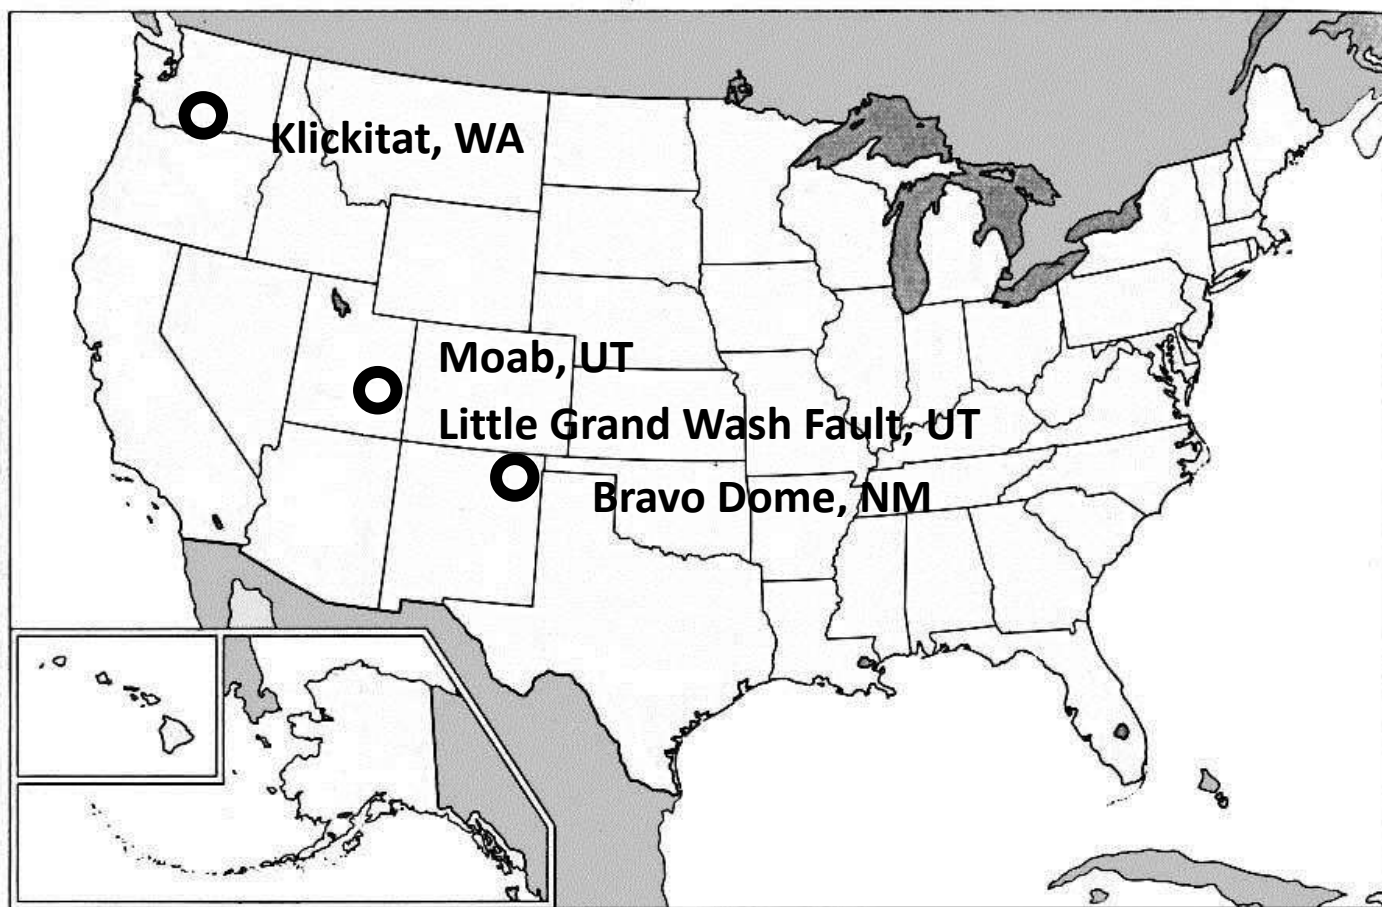 Klickitat, WA
Moab, UT
Little Grand Wash Fault, UT
Bravo Dome, NM